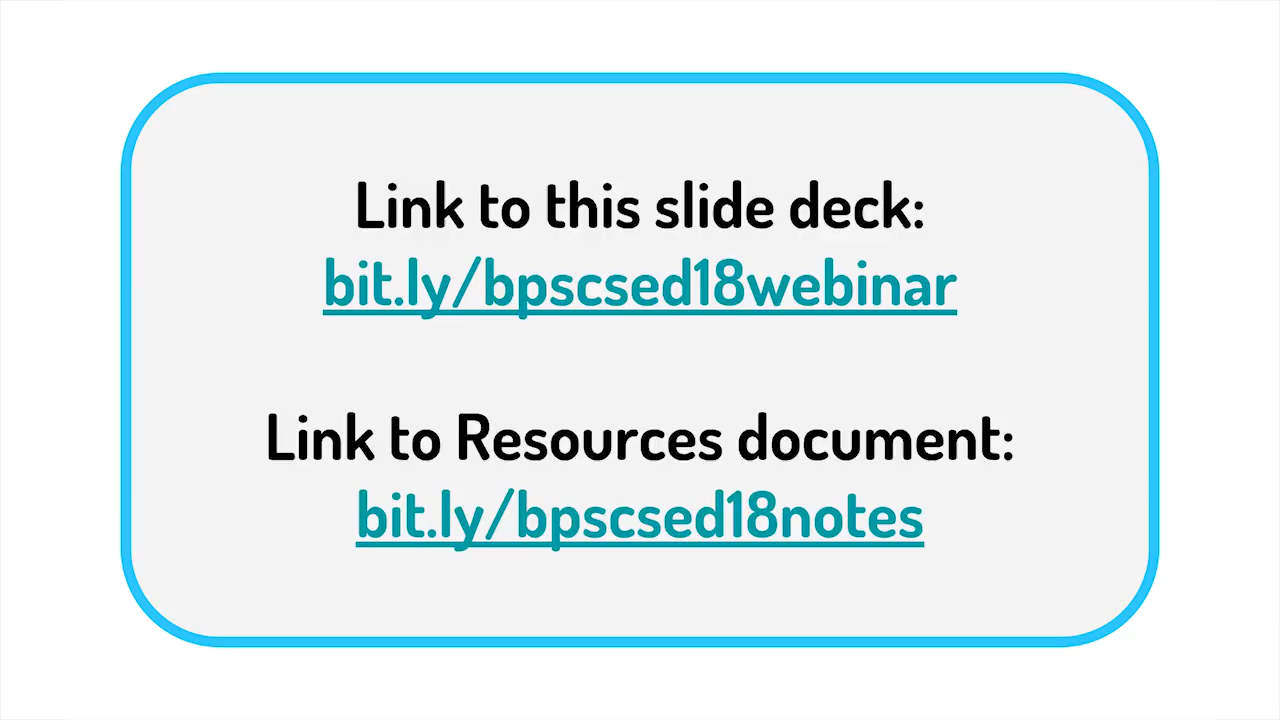 Link to this slide deck:
bit.ly/bpscsed18webinar
Link to Resources document:
bit.ly/bpscsed18notes